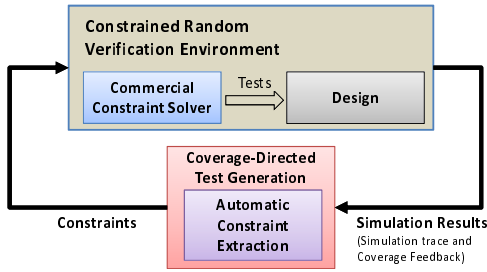 Constrained Random
Verification Environment
Commercial
Constraint Solver
Tests
Design
Coverage-Directed
Test Generation
Automatic
Constraint
Extraction
Constraints
Simulation Results
(Simulation trace and
Coverage Feedback)